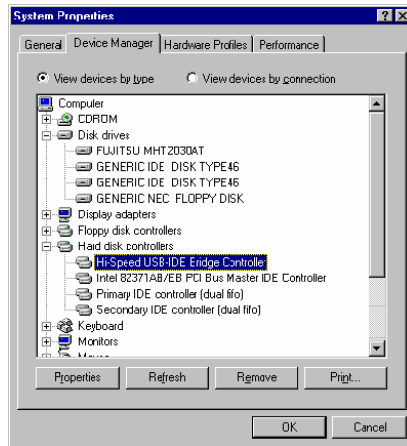 System Properties
General
Device Manager
Hardware Profiles
Performance
View devices by type
View devices by connection
Computer
CDROM
Disk drives
FUJITSU MHT2030AT
GENERIC IDE DISK TYPE46
GENERIC IDE DISK TYPE46
GENERIC NEC FLOPPY DISK
Display adapters
Floppy disk controllers
Hard disk controllers
Hi-Speed USB-IDE Bridge Controller
Intel 82371AB/EB PCI Bus Master IDE Controller
Primary IDE controller (dual fifo)
Secondary IDE controller (dual fifo)
Keyboard
Monitors
Properties
Refresh
Remove
Print...
OK
Cancel